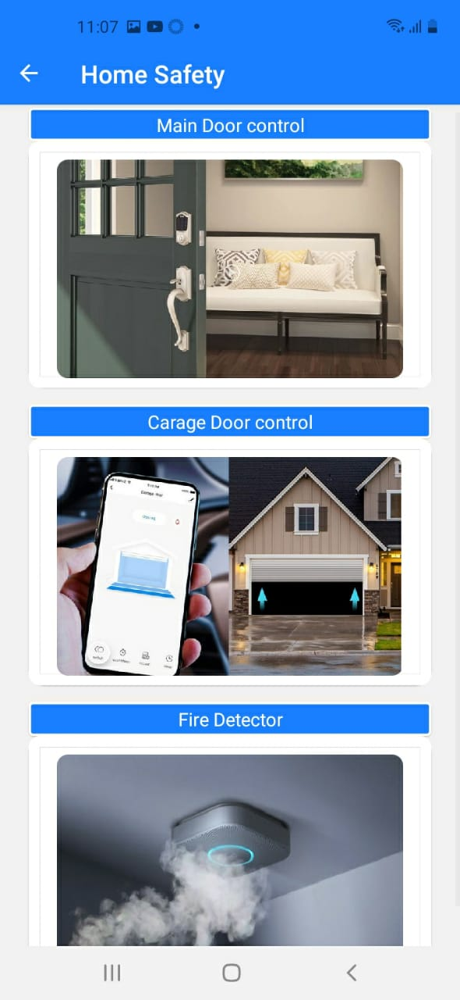 11:07
Home Safety
Main Door control
Carage Door control
Fire Detector